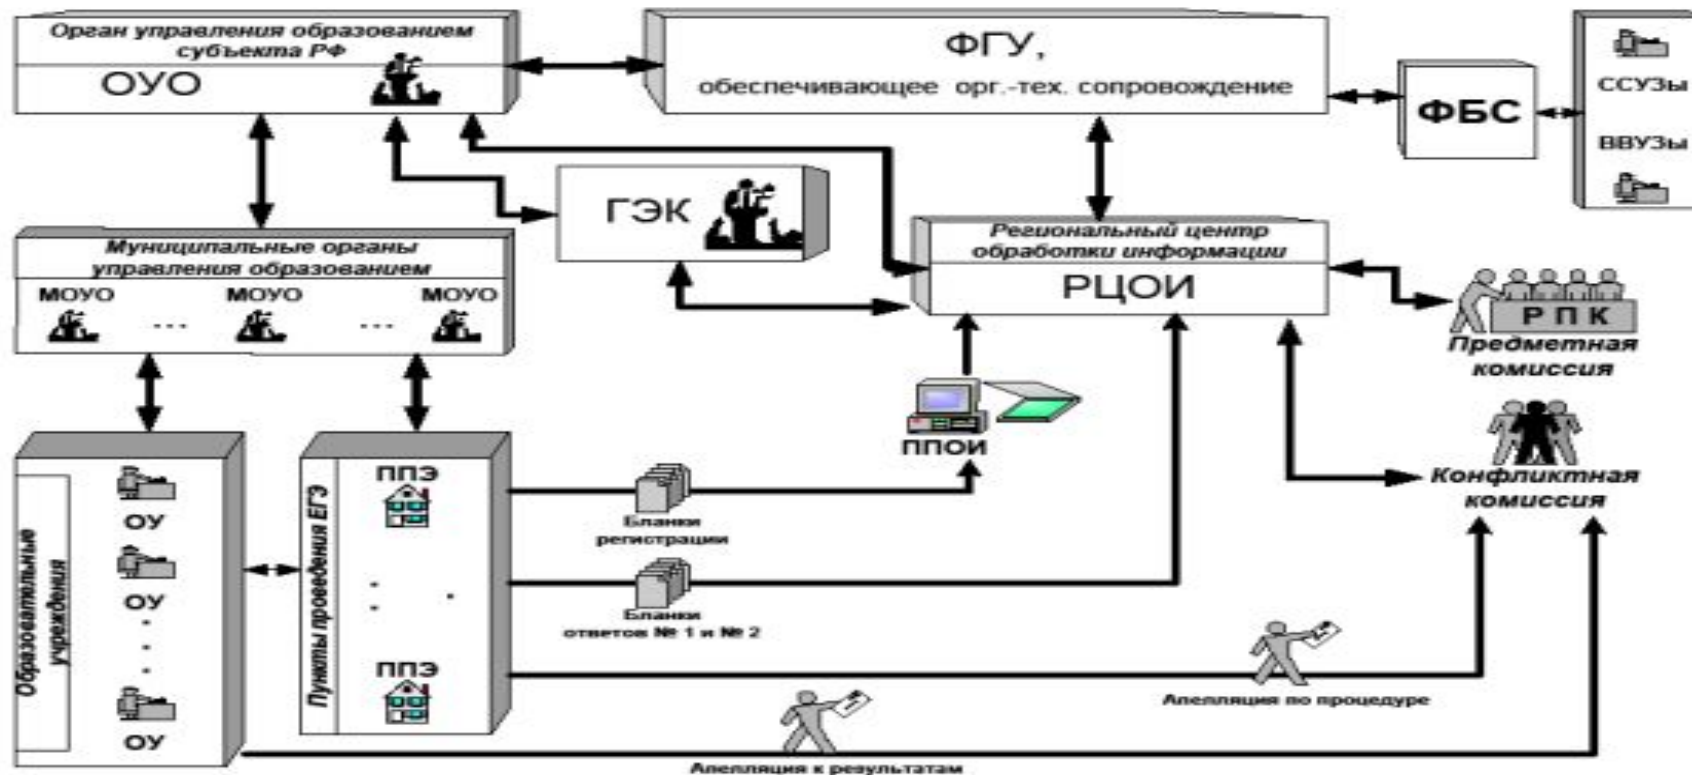 Орган управления образованием
субъекта РФ
ОУО
ФГУ,
обеспечивающее орг.-тех. сопровождение
ФБС
ССУЗы
ВВУЗы
ГЭК
Муниципальные органы
управления образованием
МОУО
МОУО
МОУО
... ...
Региональный центр
обработки информации
РЦОИ
РПК
Предметная
комиссия
Конфликтная
комиссия
ППОИ
Образовательные
учреждения
ОУ
ОУ
ОУ
Пункты проведения ЕГЭ
ППЭ
ППЭ
Бланки
регистрации
Бланки
ответов № 1 и № 2
Апелляция по процедуре
Апелляция к результатам